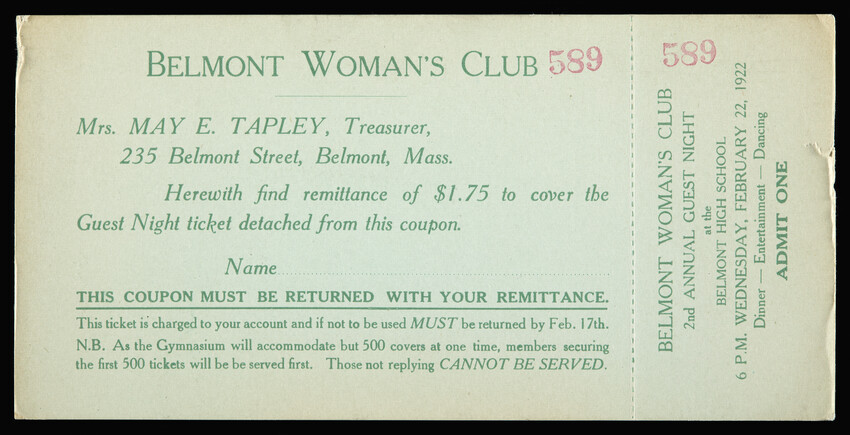 BELMONT WOMAN'S CLUB 589
Mrs. MAY E. TAPLEY, Treasurer,
235 Belmont Street, Belmont, Mass.
Herewith find remittance of $1.75 to cover the
Guest Night ticket detached from this coupon.
Name
THIS COUPON MUST BE RETURNED WITH YOUR REMITTANCE.
This ticket is charged to your account and if not to be used MUST be returned by Feb. 17th.
N.B. As the Gymnasium will accommodate but 500 covers at one time, members securing
the first 500 tickets will be be served first. Those not replying CANNOT BE SERVED.
589
BELMONT WOMAN'S CLUB
2nd ANNUAL GUEST NIGHT
at the
BELMONT HIGH SCHOOL
6 P.M. WEDNESDAY, FEBRUARY 22, 1922
Dinner — Entertainment — Dancing
ADMIT ONE